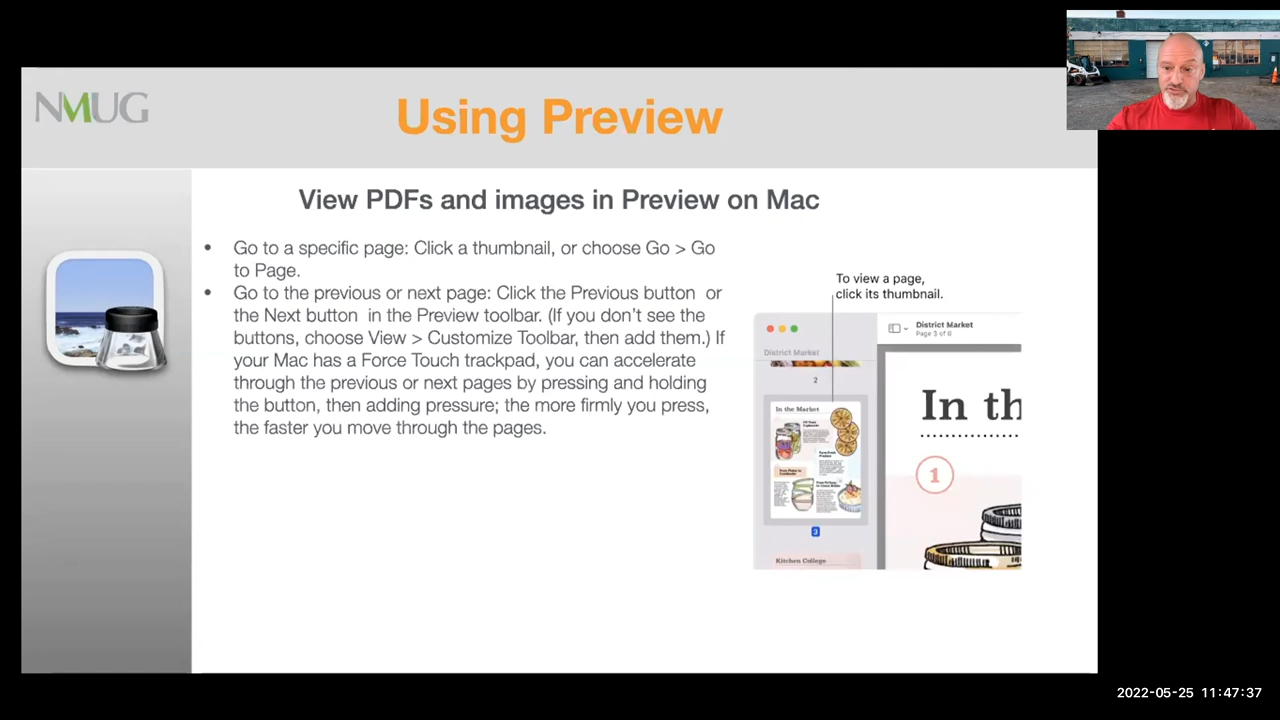 NMUG
Using Preview
View PDFs and images in Preview on Mac
• Go to a specific page: Click a thumbnail, or choose Go > Go
to Page.
• Go to the previous or next page: Click the Previous button  or
the Next button  in the Preview toolbar. (If you don't see the
buttons, choose View > Customize Toolbar, then add them.) If
your Mac has a Force Touch trackpad, you can accelerate
through the previous or next pages by pressing and holding
the button, then adding pressure; the more firmly you press,
the faster you move through the pages.
To view a page,
click its thumbnail.
District Market
Page 3 of 6
District Market
2
In the Market
3
Kitchen College
In th
1
2022-05-25 11:47:37